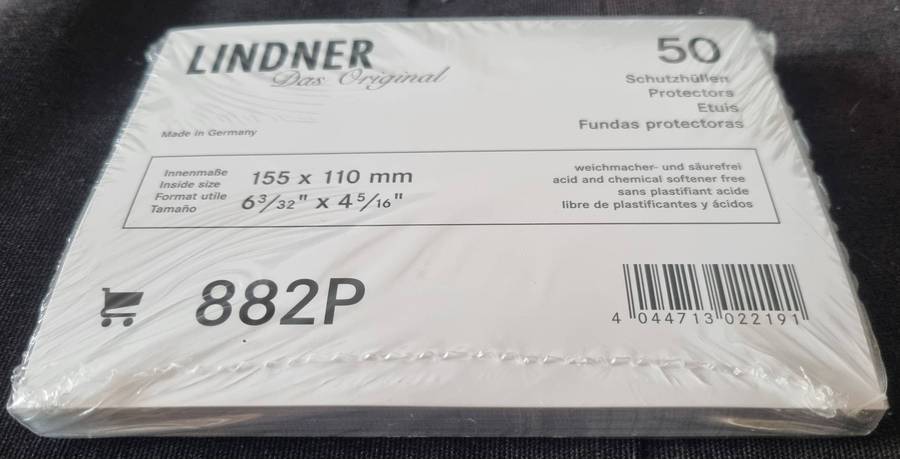 LINDNER
Das Original
50
Schutzhüllen
Protectors
Etuis
Fundas protectoras
Made in Germany
Innenmaße
Inside size
Format utile
Tamaño
155 x 110 mm
6 3/32" x 4 5/16"
weichmacher- und säurefrei
acid and chemical softener free
sans plastifiant acide
libre de plastificantes y ácidos
882P
4 044713 022191